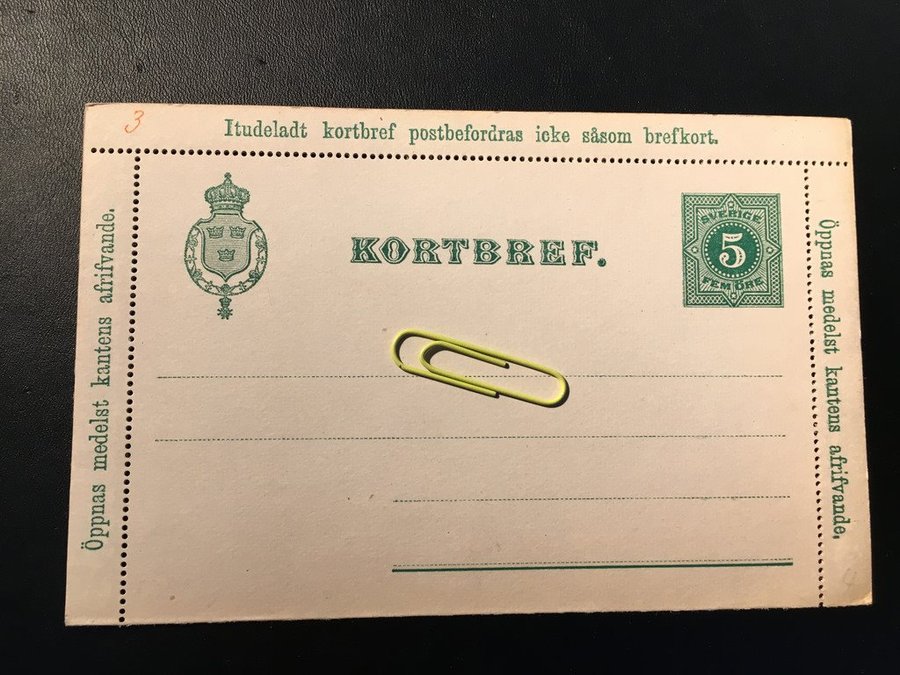 3
Itudeladt kortbref postbefordras icke såsom brefkort.
Öppnas medelst kantens afrifvande.
KORTBREF.
SVERIGE
5
FEM ÖRE
Öppnas medelst kantens afrifvande.
4